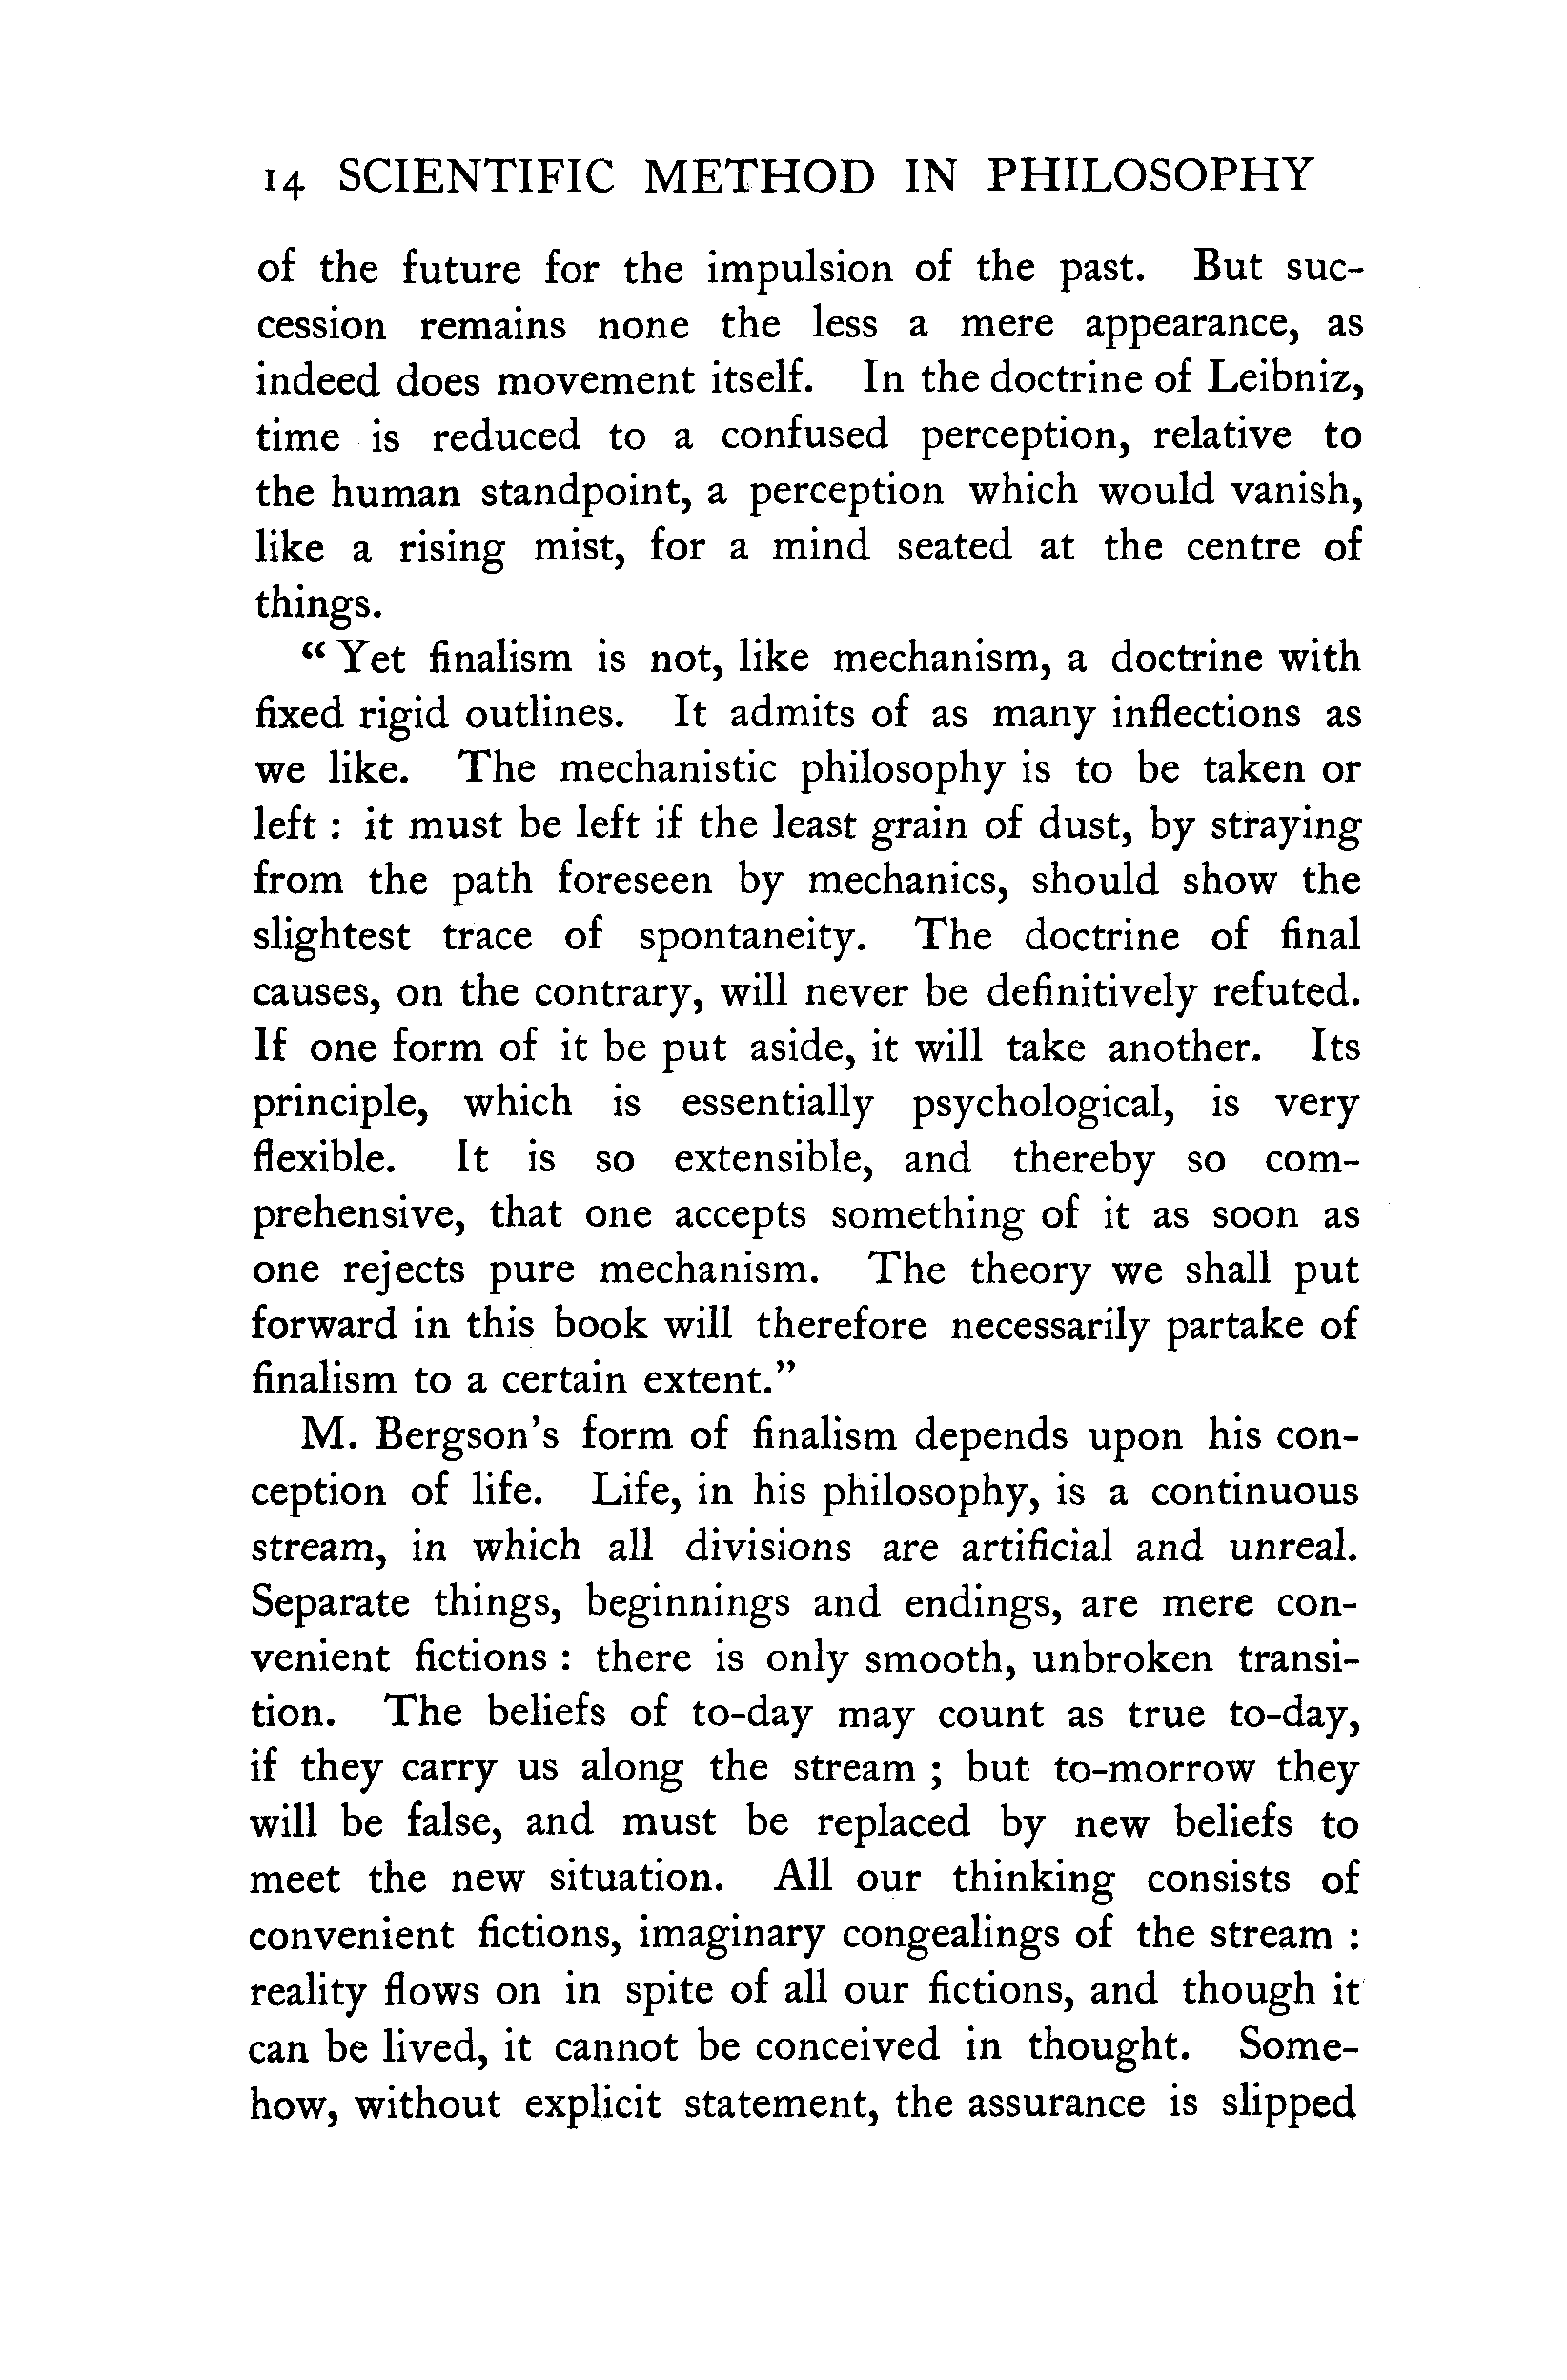 14 SCIENTIFIC METHOD IN PHILOSOPHY
of the future for the impulsion of the past. But suc-
cession remains none the less a mere appearance, as
indeed does movement itself. In the doctrine of Leibniz,
time is reduced to a confused perception, relative to
the human standpoint, a perception which would vanish,
like a rising mist, for a mind seated at the centre of
things.
“Yet finalism is not, like mechanism, a doctrine with
fixed rigid outlines. It admits of as many inflections as
we like. The mechanistic philosophy is to be taken or
left : it must be left if the least grain of dust, by straying
from the path foreseen by mechanics, should show the
slightest trace of spontaneity. The doctrine of final
causes, on the contrary, will never be definitively refuted.
If one form of it be put aside, it will take another. Its
principle, which is essentially psychological, is very
flexible. It is so extensible, and thereby so com-
prehensive, that one accepts something of it as soon as
one rejects pure mechanism. The theory we shall put
forward in this book will therefore necessarily partake of
finalism to a certain extent.”
M. Bergson’s form of finalism depends upon his con-
ception of life. Life, in his philosophy, is a continuous
stream, in which all divisions are artificial and unreal.
Separate things, beginnings and endings, are mere con-
venient fictions : there is only smooth, unbroken transi-
tion. The beliefs of to-day may count as true to-day,
if they carry us along the stream ; but to-morrow they
will be false, and must be replaced by new beliefs to
meet the new situation. All our thinking consists of
convenient fictions, imaginary congealings of the stream :
reality flows on in spite of all our fictions, and though it
can be lived, it cannot be conceived in thought. Some-
how, without explicit statement, the assurance is slipped